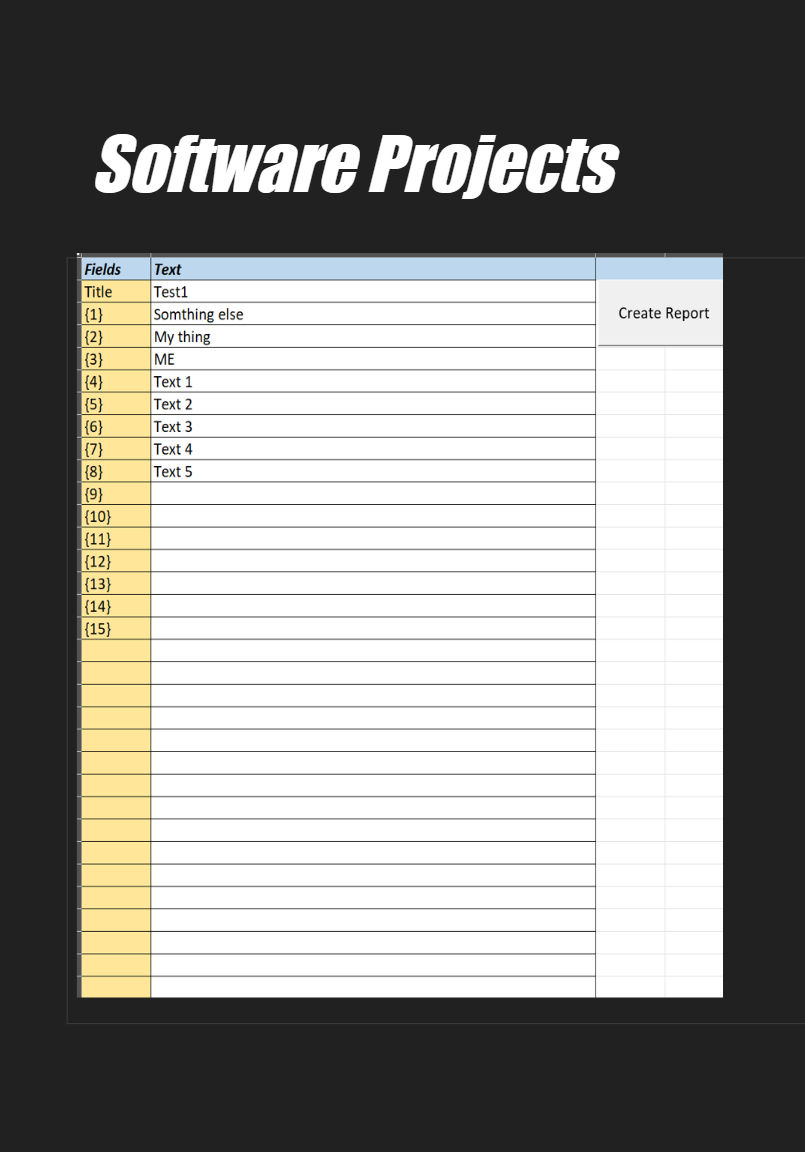 Software Projects
Fields Text
Title Test1
Create Report
{1} Somthing else
{2} My thing
{3} ME
{4} Text 1
{5} Text 2
{6} Text 3
{7} Text 4
{8} Text 5
{9}
{10}
{11}
{12}
{13}
{14}
{15}